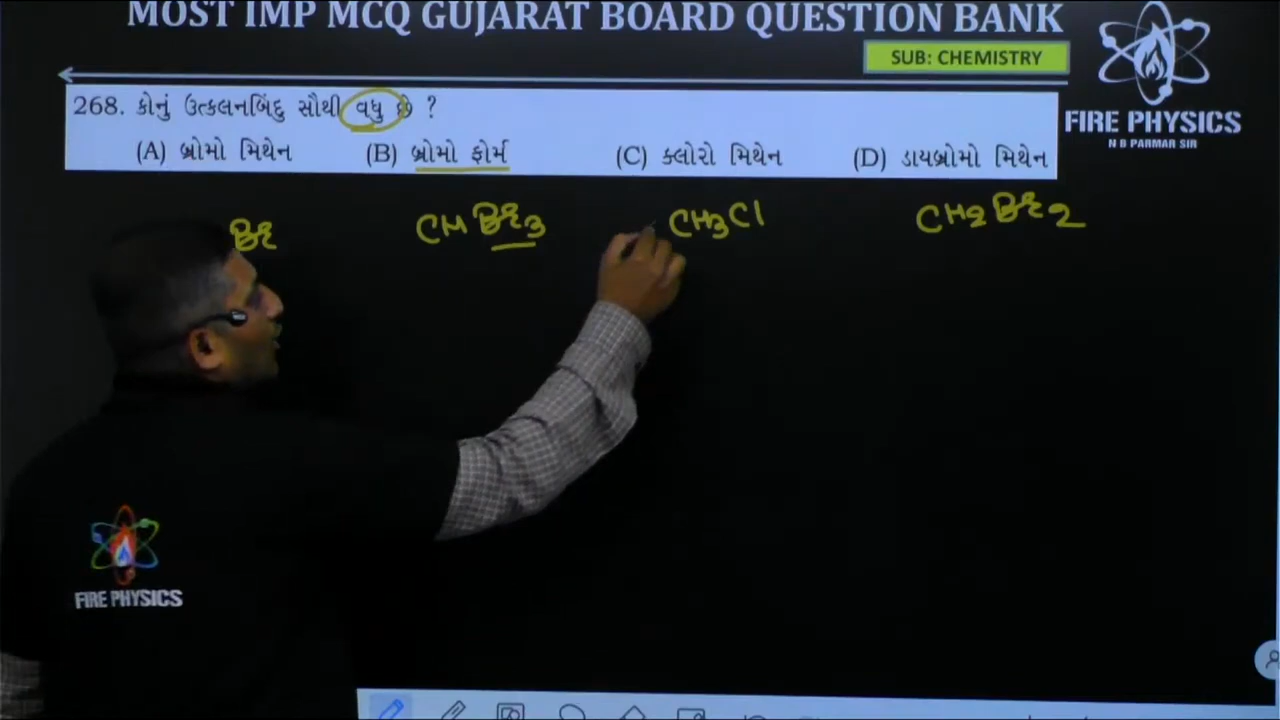 MOST IMP MCQ GUJARAT BOARD QUESTION BANK
SUB: CHEMISTRY
FIRE PHYSICS
N B PARMAR SIR
268. કોનું ઉત્કલનબિંદુ સૌથી વધુ છે ?
(A) બ્રોમો મિથેન (B) બ્રોમો ફોર્મ (C) ક્લોરો મિથેન (D) ડાયબ્રોમો મિથેન
Br CHBr3 CH3Cl CH2Br2
FIRE PHYSICS